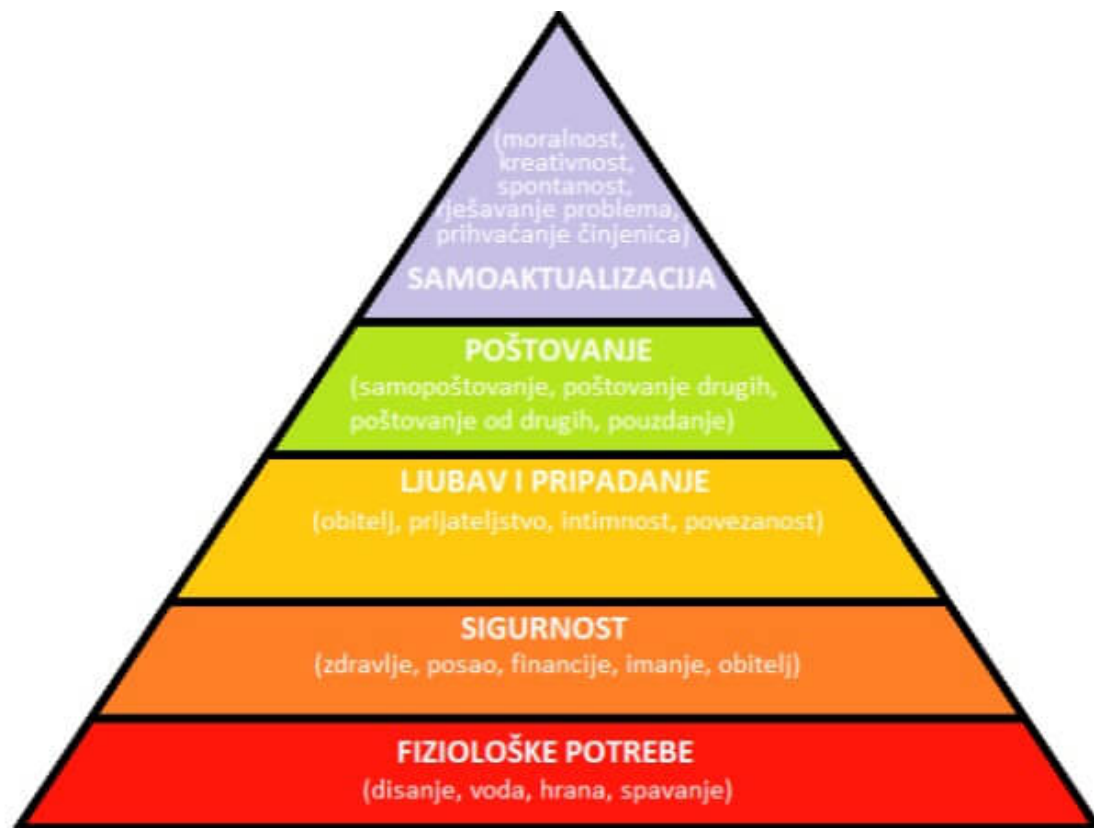 (moralnost,
kreativnost,
spontanost,
rješavanje problema,
prihvaćanje činjenica)
SAMOAKTUALIZACIJA
POŠTOVANJE
(samopoštovanje, poštovanje drugih,
poštovanje od drugih, pouzdanje)
LJUBAV I PRIPADANJE
(obitelj, prijateljstvo, intimnost, povezanost)
SIGURNOST
(zdravlje, posao, financije, imanje, obitelj)
FIZIOLOŠKE POTREBE
(disanje, voda, hrana, spavanje)